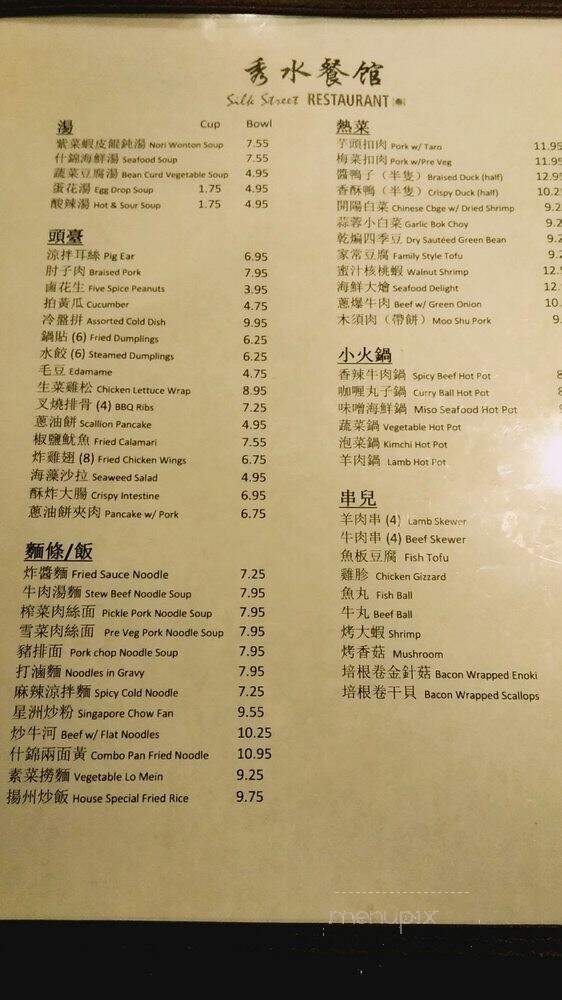 秀水餐馆
Silk Street RESTAURANT
湯 Cup Bowl
紫菜蝦皮餛飩湯 Nori Wonton Soup 7.55
什錦海鮮湯 Seafood Soup 7.55
蔬菜豆腐湯 Bean Curd Vegetable Soup 4.95
蛋花湯 Egg Drop Soup 1.75 4.95
酸辣湯 Hot & Sour Soup 1.75 4.95
頭臺
涼拌耳絲 Pig Ear 6.95
肘子肉 Braised Pork 7.95
鹵花生 Five Spice Peanuts 3.95
拍黃瓜 Cucumber 4.75
冷盤拼 Assorted Cold Dish 9.95
鍋貼 (6) Fried Dumplings 6.25
水餃 (6) Steamed Dumplings 6.25
毛豆 Edamame 4.75
生菜雞松 Chicken Lettuce Wrap 8.95
叉燒排骨 (4) BBQ Ribs 7.25
蔥油餅 Scallion Pancake 4.95
椒鹽魷魚 Fried Calamari 7.55
炸雞翅 (8) Fried Chicken Wings 6.75
海藻沙拉 Seaweed Salad 4.95
酥炸大腸 Crispy Intestine 6.95
蔥油餅夾肉 Pancake w/ Pork 6.75
麵條/飯
炸醬麵 Fried Sauce Noodle 7.25
牛肉湯麵 Stew Beef Noodle Soup 7.95
榨菜肉絲面 Pickle Pork Noodle Soup 7.95
雪菜肉絲面 Pre Veg Pork Noodle Soup 7.95
豬排面 Pork chop Noodle Soup 7.95
打滷麵 Noodles in Gravy 7.95
麻辣涼拌麵 Spicy Cold Noodle 7.25
星洲炒粉 Singapore Chow Fan 9.55
炒牛河 Beef w/ Flat Noodles 10.25
什錦兩面黃 Combo Pan Fried Noodle 10.95
素菜撈麵 Vegetable Lo Mein 9.25
揚州炒飯 House Special Fried Rice 9.75
熱菜
芋頭扣肉 Pork w/ Taro 11.95
梅菜扣肉 Pork w/Pre Veg 11.95
醬鴨子（半隻）Braised Duck (half) 12.9
香酥鴨（半隻）Crispy Duck (half) 10.2
開陽白菜 Chinese Cbge w/ Dried Shrimp 9.2
蒜蓉小白菜 Garlic Bok Choy 9.2
乾煸四季豆 Dry Sautéed Green Bean 9.2
家常豆腐 Family Style Tofu 9.2
蜜汁核桃蝦 Walnut Shrimp 12.
海鮮大燴 Seafood Delight 12.
蔥爆牛肉 Beef w/ Green Onion 10.
木須肉（帶餅）Moo Shu Pork 9.
小火鍋
香辣牛肉鍋 Spicy Beef Hot Pot
咖喱丸子鍋 Curry Ball Hot Pot
味噌海鮮鍋 Miso Seafood Hot Pot
蔬菜鍋 Vegetable Hot Pot
泡菜鍋 Kimchi Hot Pot
羊肉鍋 Lamb Hot Pot
串兒
羊肉串 (4) Lamb Skewer
牛肉串 (4) Beef Skewer
魚板豆腐 Fish Tofu
雞胗 Chicken Gizzard
魚丸 Fish Ball
牛丸 Beef Ball
烤大蝦 Shrimp
烤香菇 Mushroom
培根卷金針菇 Bacon Wrapped Enoki
培根卷干貝 Bacon Wrapped Scallops
menupix